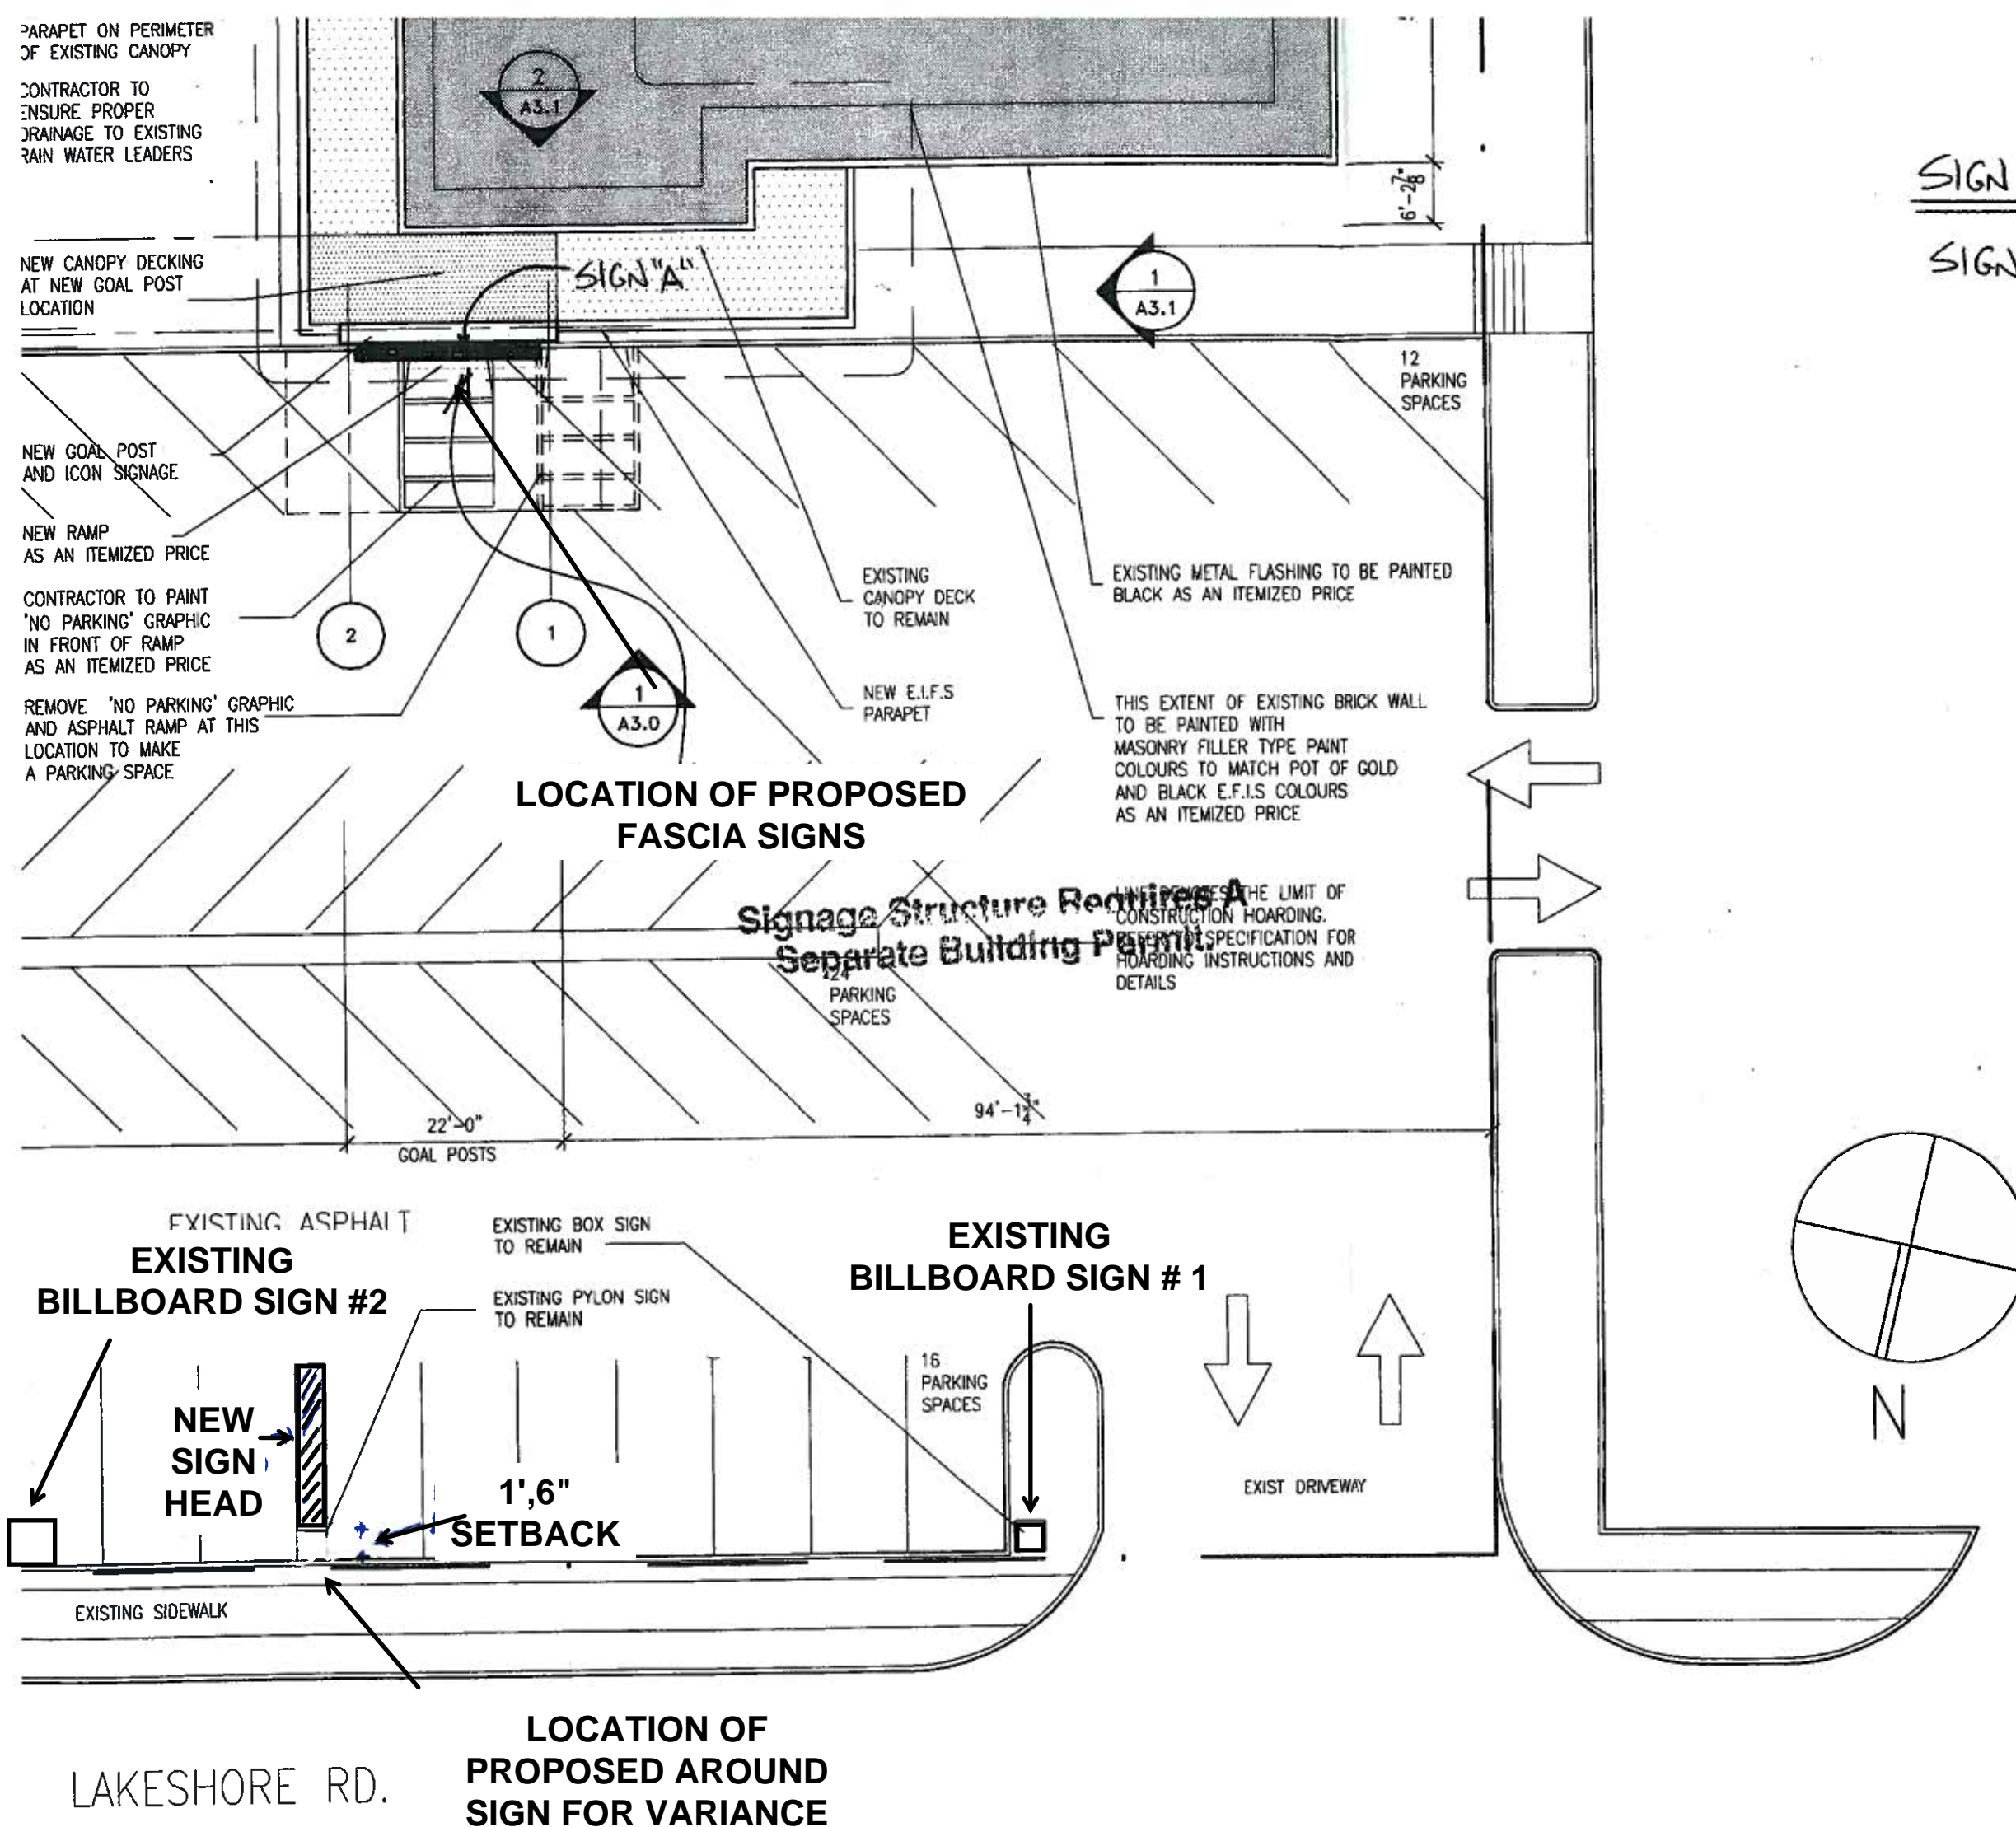 PARAPET ON PERIMETER
OF EXISTING CANOPY
CONTRACTOR TO
ENSURE PROPER
DRAINAGE TO EXISTING
RAIN WATER LEADERS
2
A3.1
6'-2 7/8"
SIGN
SIGN
NEW CANOPY DECKING
AT NEW GOAL POST
LOCATION
SIGN "A"
1
A3.1
12
PARKING
SPACES
NEW GOAL POST
AND ICON SIGNAGE
NEW RAMP
AS AN ITEMIZED PRICE
CONTRACTOR TO PAINT
'NO PARKING' GRAPHIC
IN FRONT OF RAMP
AS AN ITEMIZED PRICE
REMOVE 'NO PARKING' GRAPHIC
AND ASPHALT RAMP AT THIS
LOCATION TO MAKE
A PARKING SPACE
2
1
1
A3.0
EXISTING
CANOPY DECK
TO REMAIN
NEW E.I.F.S
PARAPET
EXISTING METAL FLASHING TO BE PAINTED
BLACK AS AN ITEMIZED PRICE
THIS EXTENT OF EXISTING BRICK WALL
TO BE PAINTED WITH
MASONRY FILLER TYPE PAINT
COLOURS TO MATCH POT OF GOLD
AND BLACK E.F.I.S COLOURS
AS AN ITEMIZED PRICE
LOCATION OF PROPOSED
FASCIA SIGNS
Signage Structure Requires A
Separate Building Permit.
LINE DENOTES THE LIMIT OF
CONSTRUCTION HOARDING.
REFER TO SPECIFICATION FOR
HOARDING INSTRUCTIONS AND
DETAILS
24
PARKING
SPACES
22'-0"
GOAL POSTS
94'-1 3/4"
EXISTING ASPHALT
EXISTING
BILLBOARD SIGN #2
EXISTING BOX SIGN
TO REMAIN
EXISTING PYLON SIGN
TO REMAIN
EXISTING
BILLBOARD SIGN # 1
16
PARKING
SPACES
NEW
SIGN
HEAD
1',6"
SETBACK
EXIST DRIVEWAY
N
EXISTING SIDEWALK
LAKESHORE RD.
LOCATION OF
PROPOSED AROUND
SIGN FOR VARIANCE